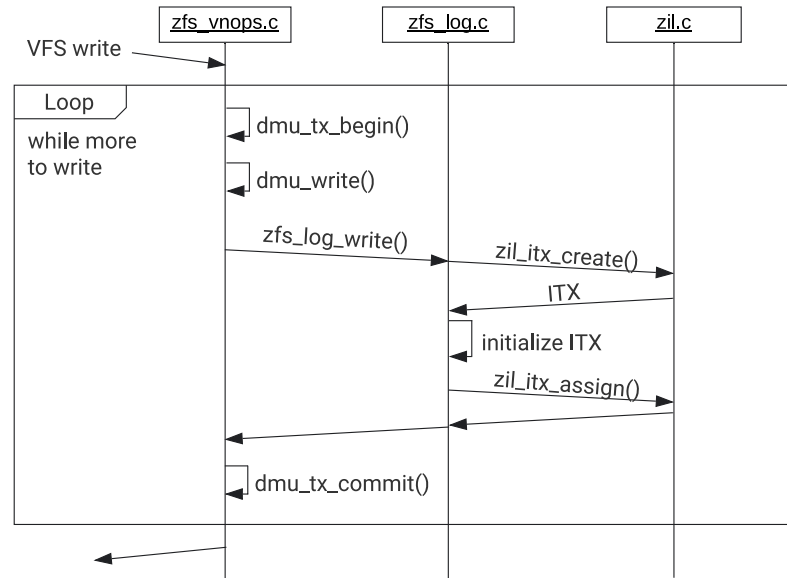 zfs_vnops.c
zfs_log.c
zil.c
VFS write
Loop
while more
to write
dmu_tx_begin()
dmu_write()
zfs_log_write()
zil_itx_create()
ITX
initialize ITX
zil_itx_assign()
dmu_tx_commit()